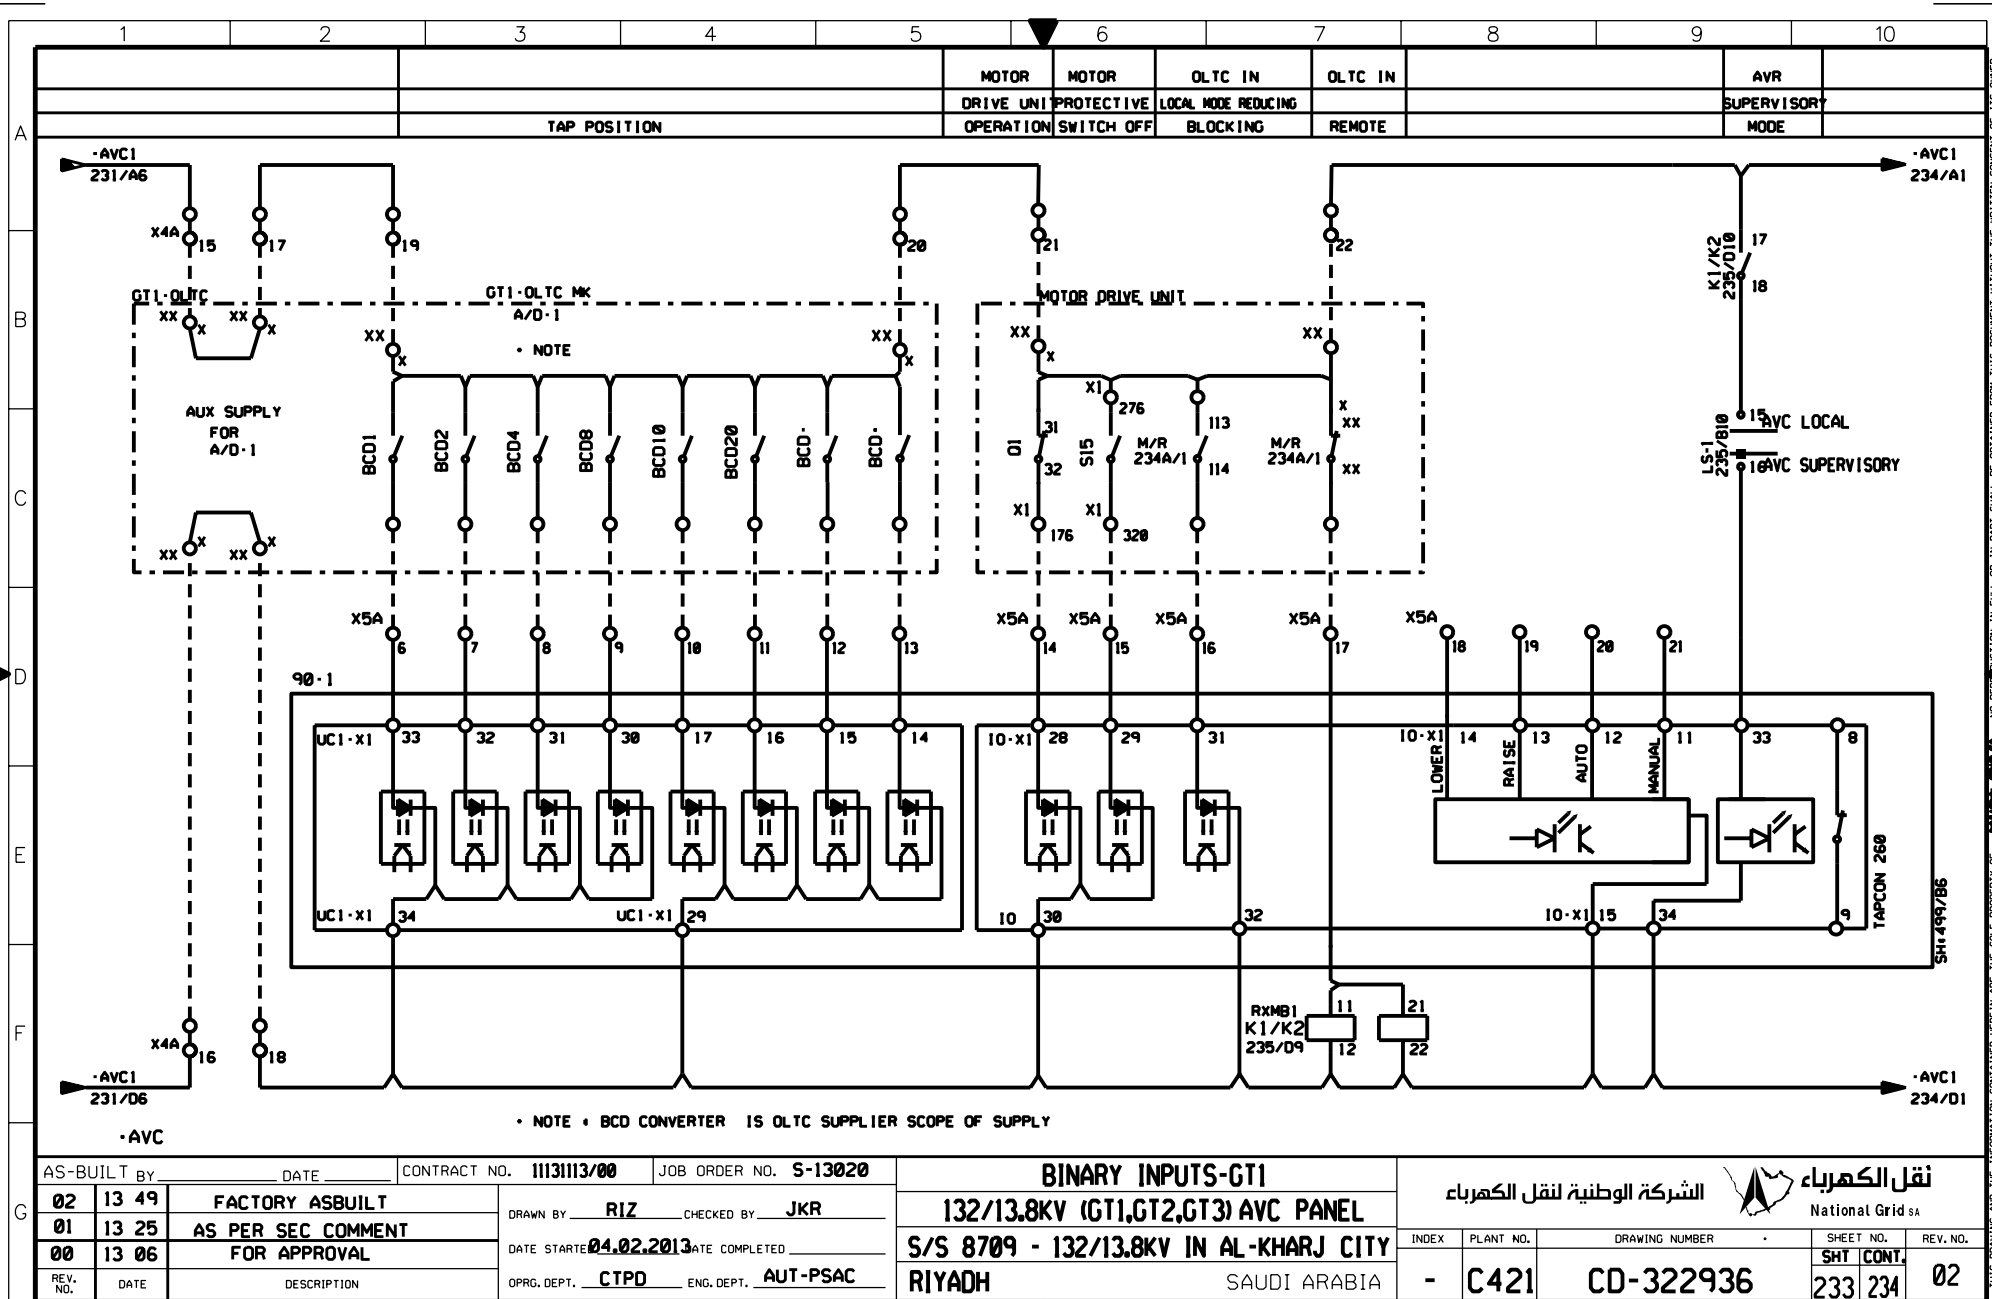 1 2 3 4 5 6 7 8 9 10
MOTOR MOTOR OLTC IN OLTC IN AVR
DRIVE UNIT PROTECTIVE LOCAL MODE REDUCING SUPERVISORY
TAP POSITION OPERATION SWITCH OFF BLOCKING REMOTE MODE
A
-AVC1
231/A6
-AVC1
234/A1
X4A 15 17 19 20 21 22
K1/K2
235/D10
17
18
B
GT1-OLTC
GT1-OLTC MK
A/D-1
MOTOR DRIVE UNIT
XX X XX X XX X XX X XX X XX
• NOTE
AUX SUPPLY
FOR
A/D-1
BCD1 BCD2 BCD4 BCD8 BCD10 BCD20 BCD- BCD-
X1 276 113 X XX
Q1 31 32 S15 M/R 234A/1 114 M/R 234A/1 XX
LS-1
235/B10
15 AVC LOCAL
16 AVC SUPERVISORY
C
XX X XX X X1 176 X1 320
X5A 6 7 8 9 10 11 12 13 X5A 14 X5A 15 X5A 16 X5A 17 X5A 18 19 20 21
D
90-1
UC1-X1 33 32 31 30 17 16 15 14 IO-X1 28 29 31 IO-X1 14 13 12 11 33 8
LOWER RAISE AUTO MANUAL
E
TAPCON 260
SH:499/B6
UC1-X1 34 UC1-X1 29 IO 30 32 IO-X1 15 34 9
F
RXMB1
K1/K2
235/D9
11 21
12 22
X4A 16 18
-AVC1
231/D6
-AVC1
234/D1
• NOTE : BCD CONVERTER IS OLTC SUPPLIER SCOPE OF SUPPLY
•AVC
G
AS-BUILT BY DATE CONTRACT NO. 11131113/00 JOB ORDER NO. S-13020
02 13 49 FACTORY ASBUILT
01 13 25 AS PER SEC COMMENT
00 13 06 FOR APPROVAL
REV. NO. DATE DESCRIPTION
DRAWN BY RIZ CHECKED BY JKR
DATE STARTED 04.02.2013 DATE COMPLETED
OPRG. DEPT. CTPD ENG. DEPT. AUT-PSAC
BINARY INPUTS-GT1
132/13.8KV (GT1,GT2,GT3) AVC PANEL
S/S 8709 - 132/13.8KV IN AL-KHARJ CITY
RIYADH SAUDI ARABIA
الشركة الوطنية لنقل الكهرباء
نقل الكهرباء
National Grid SA
INDEX PLANT NO. DRAWING NUMBER SHEET NO. REV. NO.
SHT CONT.
- C421 CD-322936 233 234 02